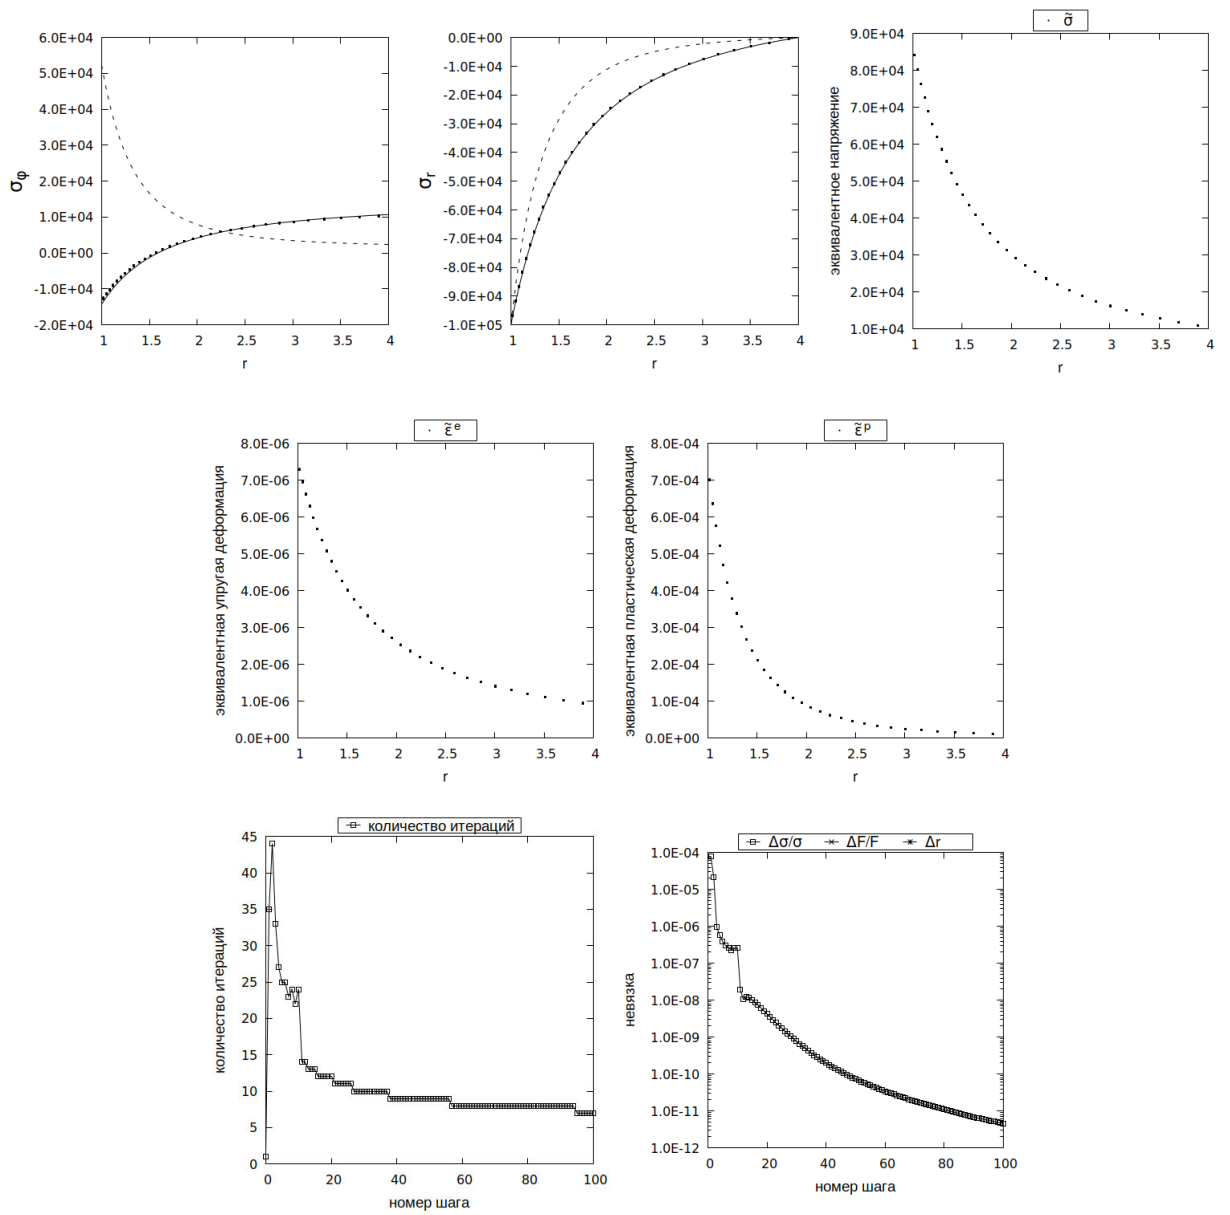 σφ
6.0E+04
5.0E+04
4.0E+04
3.0E+04
2.0E+04
1.0E+04
0.0E+00
-1.0E+04
-2.0E+04
1 1.5 2 2.5 3 3.5 4
r
σr
0.0E+00
-1.0E+04
-2.0E+04
-3.0E+04
-4.0E+04
-5.0E+04
-6.0E+04
-7.0E+04
-8.0E+04
-9.0E+04
-1.0E+05
1 1.5 2 2.5 3 3.5 4
r
σ̃
эквивалентное напряжение
9.0E+04
8.0E+04
7.0E+04
6.0E+04
5.0E+04
4.0E+04
3.0E+04
2.0E+04
1.0E+04
1 1.5 2 2.5 3 3.5 4
r
ε̃ e
эквивалентная упругая деформация
8.0E-06
7.0E-06
6.0E-06
5.0E-06
4.0E-06
3.0E-06
2.0E-06
1.0E-06
0.0E+00
1 1.5 2 2.5 3 3.5 4
r
ε̃ p
эквивалентная пластическая деформация
8.0E-04
7.0E-04
6.0E-04
5.0E-04
4.0E-04
3.0E-04
2.0E-04
1.0E-04
0.0E+00
1 1.5 2 2.5 3 3.5 4
r
количество итераций
количество итераций
45
40
35
30
25
20
15
10
5
0
0 20 40 60 80 100
номер шага
Δσ/σ ΔF/F Δr
невязка
1.0E-04
1.0E-05
1.0E-06
1.0E-07
1.0E-08
1.0E-09
1.0E-10
1.0E-11
1.0E-12
0 20 40 60 80 100
номер шага